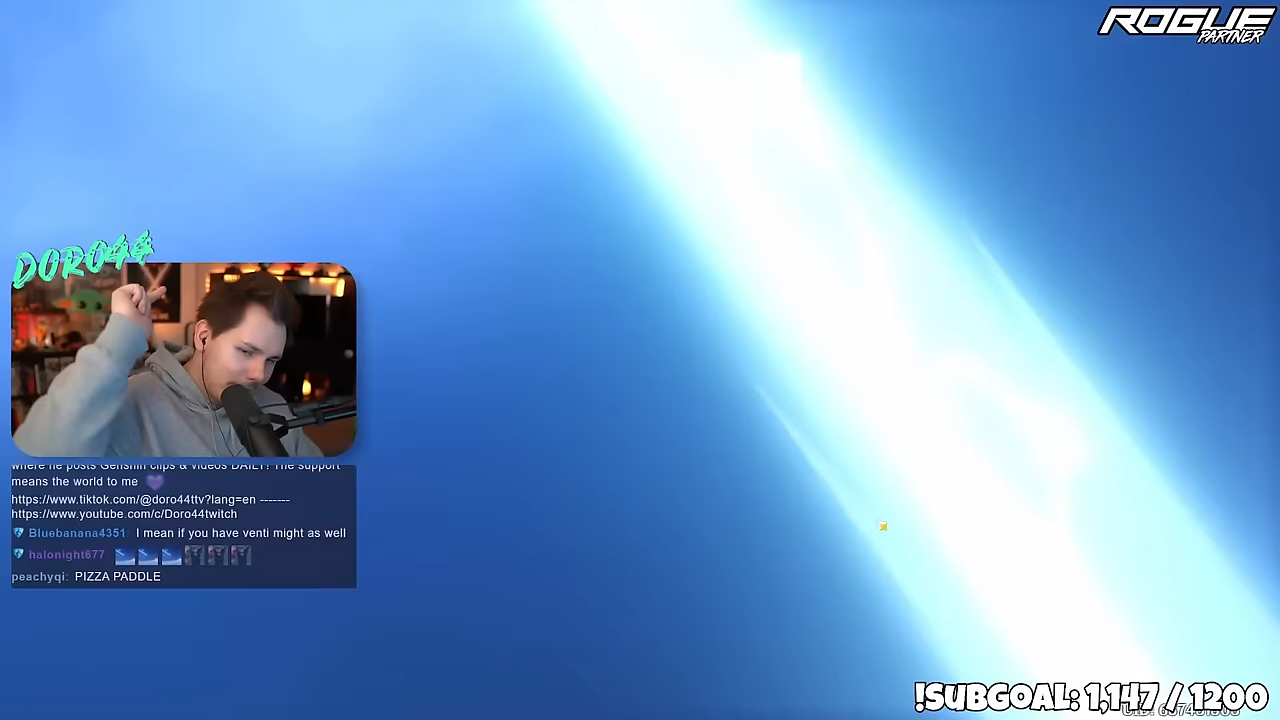 ROGUE
PARTNER
DORO44
where he posts Genshin clips & videos DAILY! The support
means the world to me
https://www.tiktok.com/@doro44ttv?lang=en -------
https://www.youtube.com/c/Doro44twitch
Bluebanana4351: I mean if you have venti might as well
halonight677:
peachyqi: PIZZA PADDLE
!SUBGOAL: 1,147 / 1200
UID: